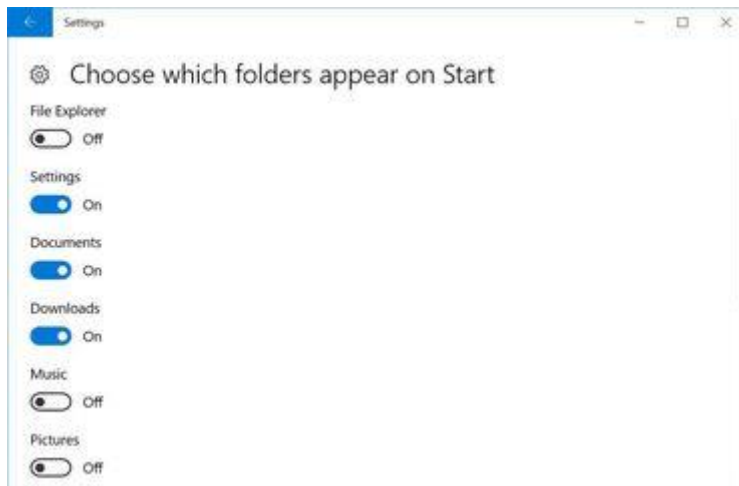 Settings
Choose which folders appear on Start
File Explorer
Off
Settings
On
Documents
On
Downloads
On
Music
Off
Pictures
Off